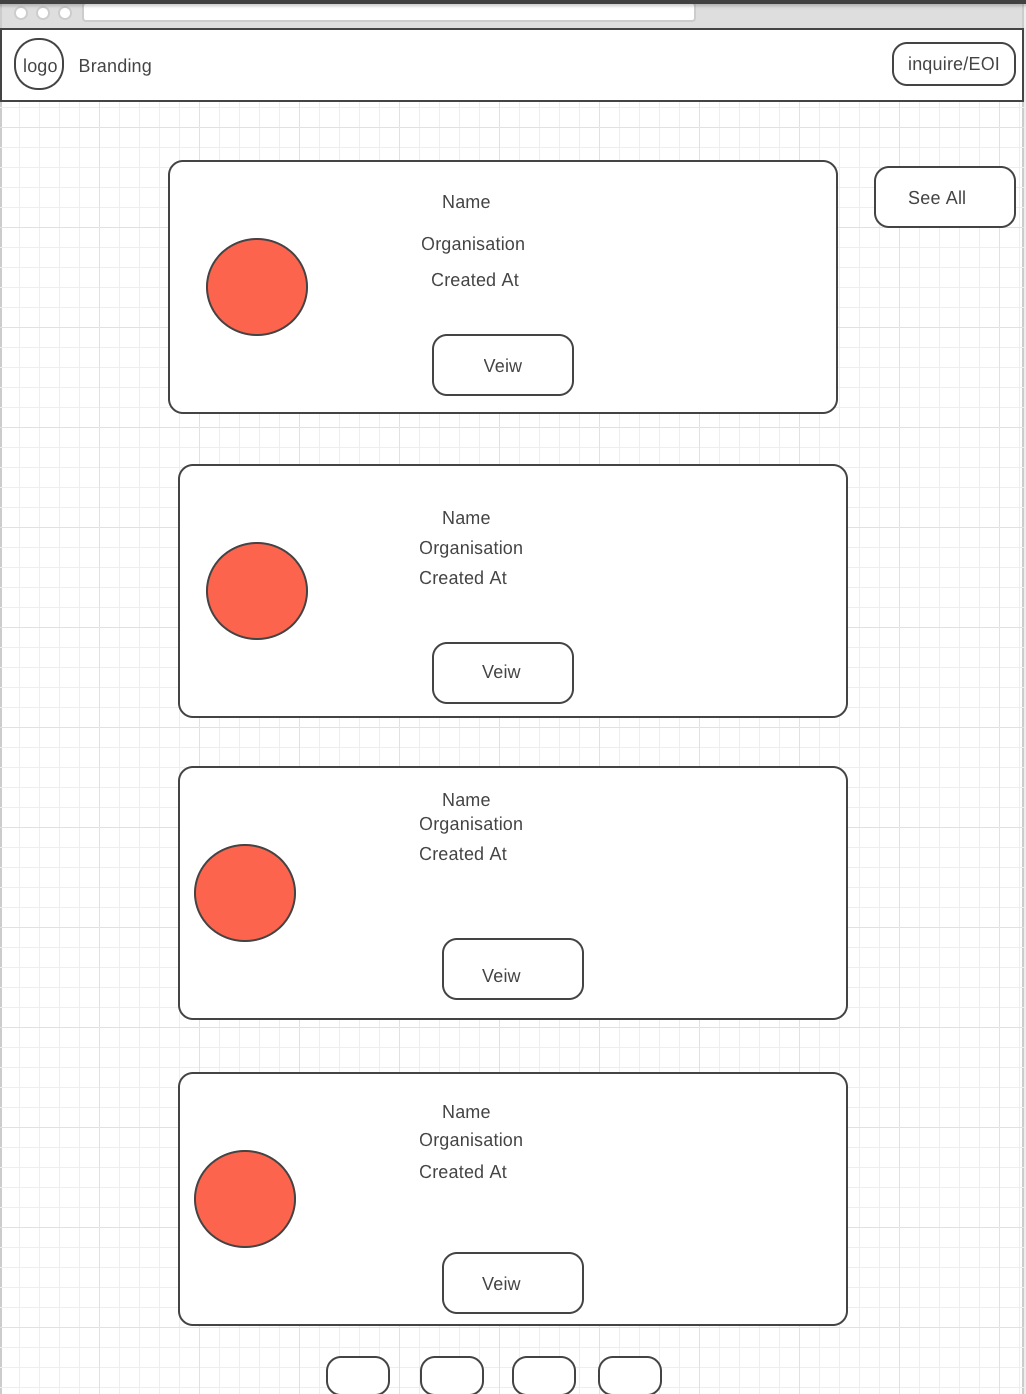 logo
Branding
inquire/EOI
Name
Organisation
Created At
Veiw
See All
Name
Organisation
Created At
Veiw
Name
Organisation
Created At
Veiw
Name
Organisation
Created At
Veiw